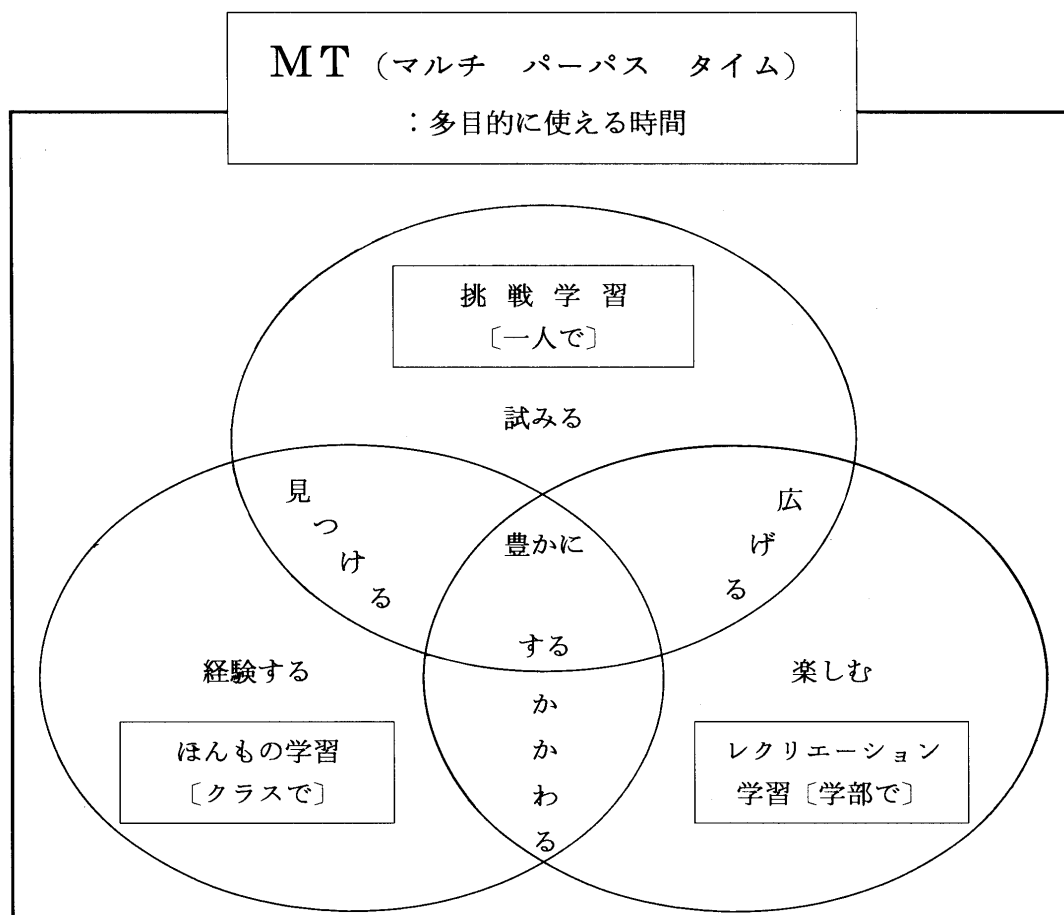 MT（マルチ　パーパス　タイム）
：多目的に使える時間
挑戦学習
〔一人で〕
試みる
見つける
広げる
豊かに
する
経験する
楽しむ
かかわる
ほんもの学習
〔クラスで〕
レクリエーション
学習〔学部で〕